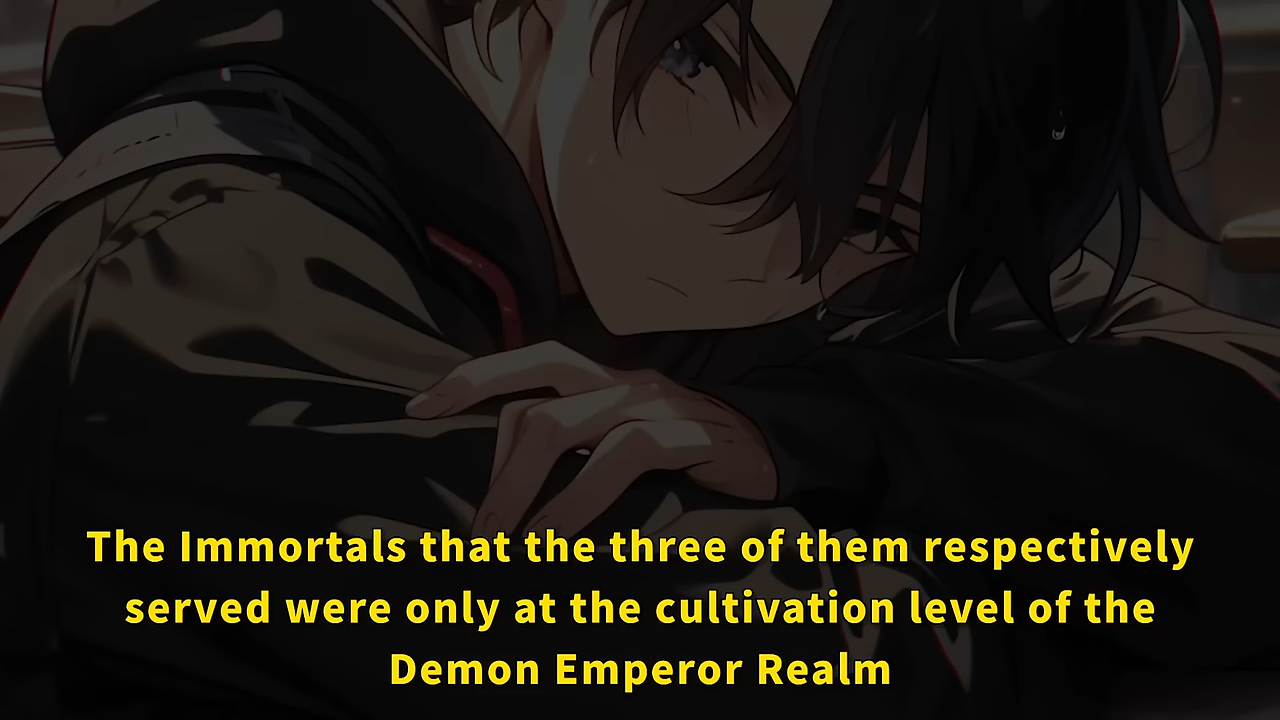 The Immortals that the three of them respectively
served were only at the cultivation level of the
Demon Emperor Realm